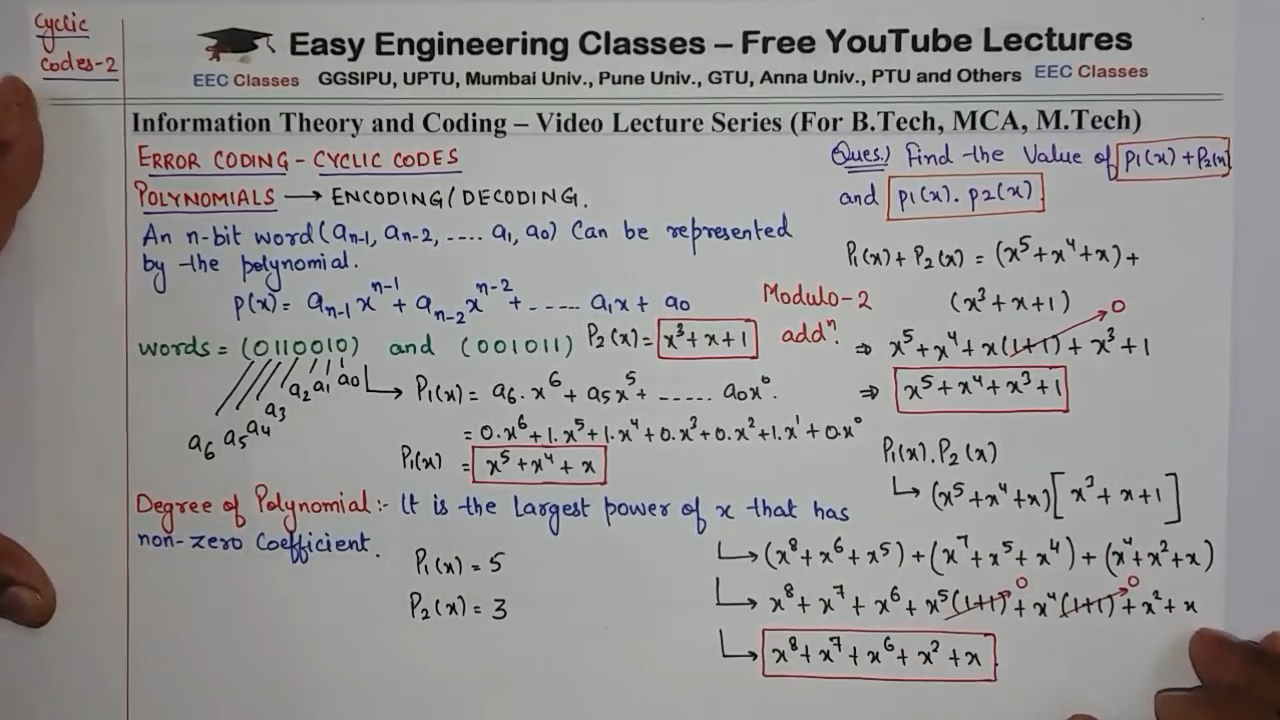 Cyclic
Codes-2
Easy Engineering Classes – Free YouTube Lectures
EEC Classes GGSIPU, UPTU, Mumbai Univ., Pune Univ., GTU, Anna Univ., PTU and Others EEC Classes
Information Theory and Coding – Video Lecture Series (For B.Tech, MCA, M.Tech)
ERROR CODING - CYCLIC CODES
POLYNOMIALS → ENCODING/DECODING.
An n-bit word (aₙ₋₁, aₙ₋₂, .... a₁, a₀) Can be represented
by the polynomial.
p(x) = aₙ₋₁xⁿ⁻¹ + aₙ₋₂xⁿ⁻² + ..... a₁x + a₀
words = (0110010) and (001011) P₂(x) = x³ + x + 1
a₆ a₅ a₄ a₃ a₂ a₁ a₀
P₁(x) = a₆.x⁶ + a₅x⁵ + ..... a₀x⁰.
= 0.x⁶ + 1.x⁵ + 1.x⁴ + 0.x³ + 0.x² + 1.x¹ + 0.x⁰
P₁(x) = x⁵ + x⁴ + x
Degree of Polynomial :- It is the Largest power of x that has
non-zero Coefficient.
P₁(x) = 5
P₂(x) = 3
Ques.) Find the Value of p₁(x) + P₂(x)
and p₁(x). p₂(x)
P₁(x) + P₂(x) = (x⁵ + x⁴ + x) +
(x³ + x + 1)
Modulo-2
addⁿ.
⇒ x⁵ + x⁴ + x(1+1) + x³ + 1
0
⇒ x⁵ + x⁴ + x³ + 1
P₁(x). P₂(x)
↳ (x⁵ + x⁴ + x)[x³ + x + 1]
↳ (x⁸ + x⁶ + x⁵) + (x⁷ + x⁵ + x⁴) + (x⁴ + x² + x)
↳ x⁸ + x⁷ + x⁶ + x⁵(1+1) + x⁴(1+1) + x² + x
0 0
↳ x⁸ + x⁷ + x⁶ + x² + x